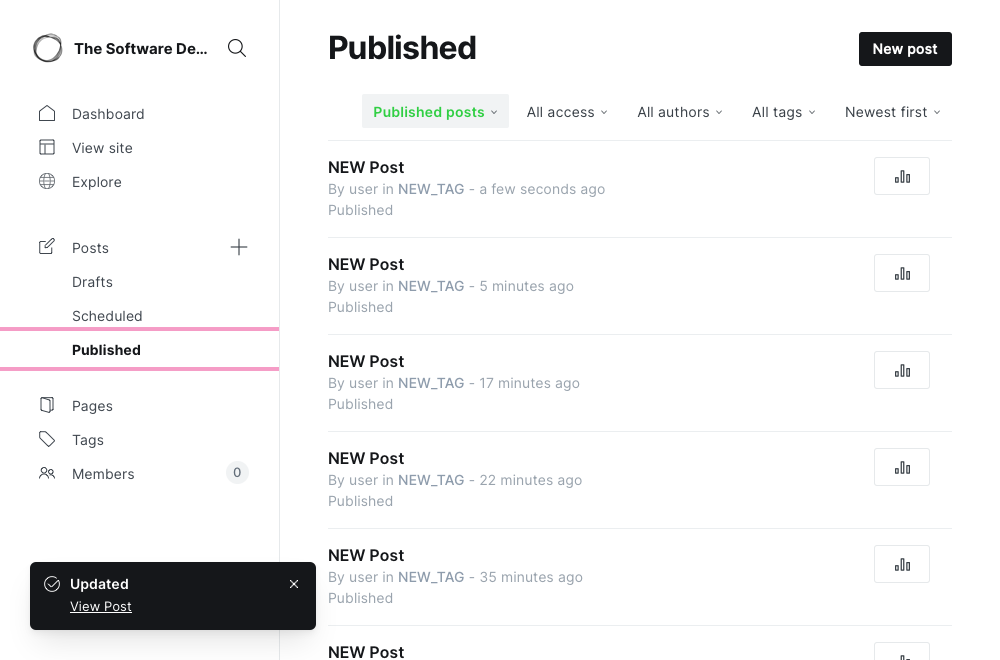 The Software De...
Dashboard
View site
Explore
Posts
Drafts
Scheduled
Published
Pages
Tags
Members 0
Updated
View Post
Published
New post
Published posts All access All authors All tags Newest first
NEW Post
By user in NEW_TAG - a few seconds ago
Published
NEW Post
By user in NEW_TAG - 5 minutes ago
Published
NEW Post
By user in NEW_TAG - 17 minutes ago
Published
NEW Post
By user in NEW_TAG - 22 minutes ago
Published
NEW Post
By user in NEW_TAG - 35 minutes ago
Published
NEW Post